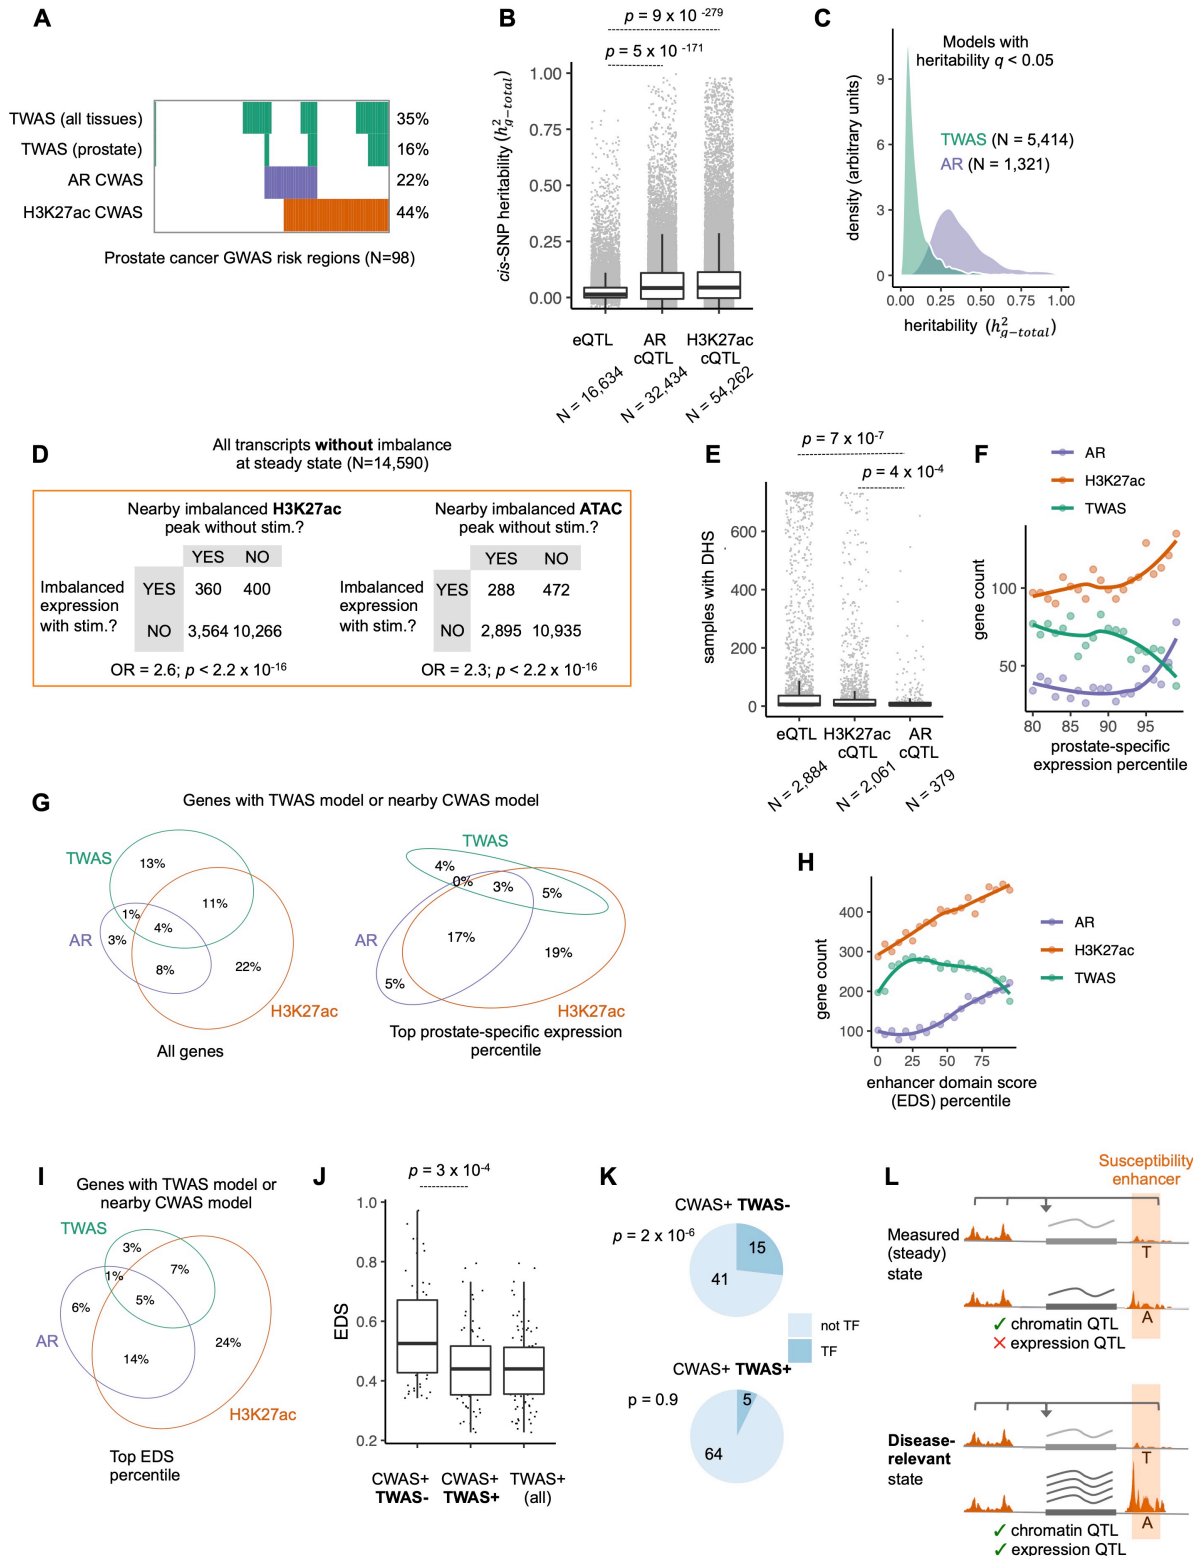 A
TWAS (all tissues) 35%
TWAS (prostate) 16%
AR CWAS 22%
H3K27ac CWAS 44%
Prostate cancer GWAS risk regions (N=98)
B
p = 9 x 10 -279
p = 5 x 10 -171
cis-SNP heritability (h²g-total)
1.00
0.75
0.50
0.25
0.00
eQTL AR cQTL H3K27ac cQTL
N = 16,634 N = 32,434 N = 54,262
C
Models with
heritability q < 0.05
density (arbitrary units)
9
6
3
0
TWAS (N = 5,414)
AR (N = 1,321)
0.00 0.25 0.50 0.75 1.00
heritability (h²g-total)
D
All transcripts without imbalance
at steady state (N=14,590)
Nearby imbalanced H3K27ac
peak without stim.?
YES NO
Imbalanced expression with stim.?
YES 360 400
NO 3,564 10,266
OR = 2.6; p < 2.2 x 10-16
Nearby imbalanced ATAC
peak without stim.?
YES NO
Imbalanced expression with stim.?
YES 288 472
NO 2,895 10,935
OR = 2.3; p < 2.2 x 10-16
E
p = 7 x 10-7
p = 4 x 10-4
samples with DHS
600
400
200
0
eQTL H3K27ac cQTL AR cQTL
N = 2,884 N = 2,061 N = 379
F
AR
H3K27ac
TWAS
gene count
100
50
80 85 90 95
prostate-specific
expression percentile
G
Genes with TWAS model or nearby CWAS model
TWAS
13%
11%
1%
4%
AR
3%
8%
22%
H3K27ac
All genes
TWAS
4%
0%
3%
5%
AR
17%
19%
5%
H3K27ac
Top prostate-specific expression
percentile
H
gene count
400
300
200
100
0 25 50 75
enhancer domain score
(EDS) percentile
AR
H3K27ac
TWAS
I
Genes with TWAS model or
nearby CWAS model
TWAS
3%
7%
1%
5%
6%
AR
24%
14%
H3K27ac
Top EDS
percentile
J
p = 3 x 10-4
EDS
1.0
0.8
0.6
0.4
0.2
CWAS+ TWAS- CWAS+ TWAS+ TWAS+ (all)
K
CWAS+ TWAS-
p = 2 x 10-6
15
41
not TF
TF
CWAS+ TWAS+
p = 0.9
5
64
L
Susceptibility
enhancer
Measured
(steady)
state
T
A
✓ chromatin QTL
✕ expression QTL
Disease-
relevant
state
T
A
✓ chromatin QTL
✓ expression QTL